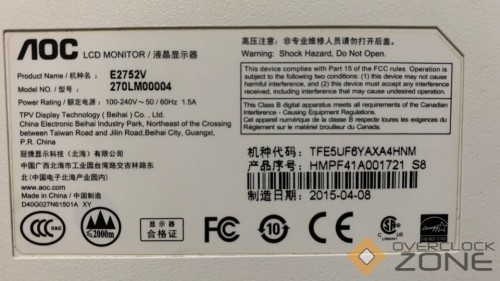 AOC LCD MONITOR / 液晶显示器
Product Name / 机种名 : E2752V
Model NO. / 型号 : 270LM00004
Power Rating / 额定电源 : 100-240V~ 50 / 60Hz 1.5A
TPV Display Technology ( Beihai ) Co., Ltd.
China Electronic Beihai Industry Park, Northeast of the Crossing
between Taiwan Road and Jilin Road,Beihai City, Guangxi,
P.R. China
冠捷显示科技（北海）有限公司
中国广西北海市工业园台湾路交吉林路东
北（中国电子北海产业园）
www.aoc.com
Made in China / 中国制造
D40G027N61501A XY
高压注意: 非专业维修人员请勿打开后盖。
Warning: Shock Hazard, Do Not Open.
This device complies with Part 15 of the FCC rules. Operation is
subject to the following two conditions: (1) this device may not cause
harmful interference, and (2) this device must accept any interference
received, including interference that may cause undesired operation.
This Class B digital apparatus meets all requirements of the Canadian
Interference - Causing Equipment Regulations.
Cet appareil numérique de la classe B respecte toutes les exigences du
Règlement sur le matériel brouilleur du Canada.
机种代码: TFE5UF6YAXA4HNM
产品序号: HMPF41A001721 S8
制造日期: 2015-04-08
≤2000m
显示器
合格证
FC
10
CE
OVERCLOCK
ZONE